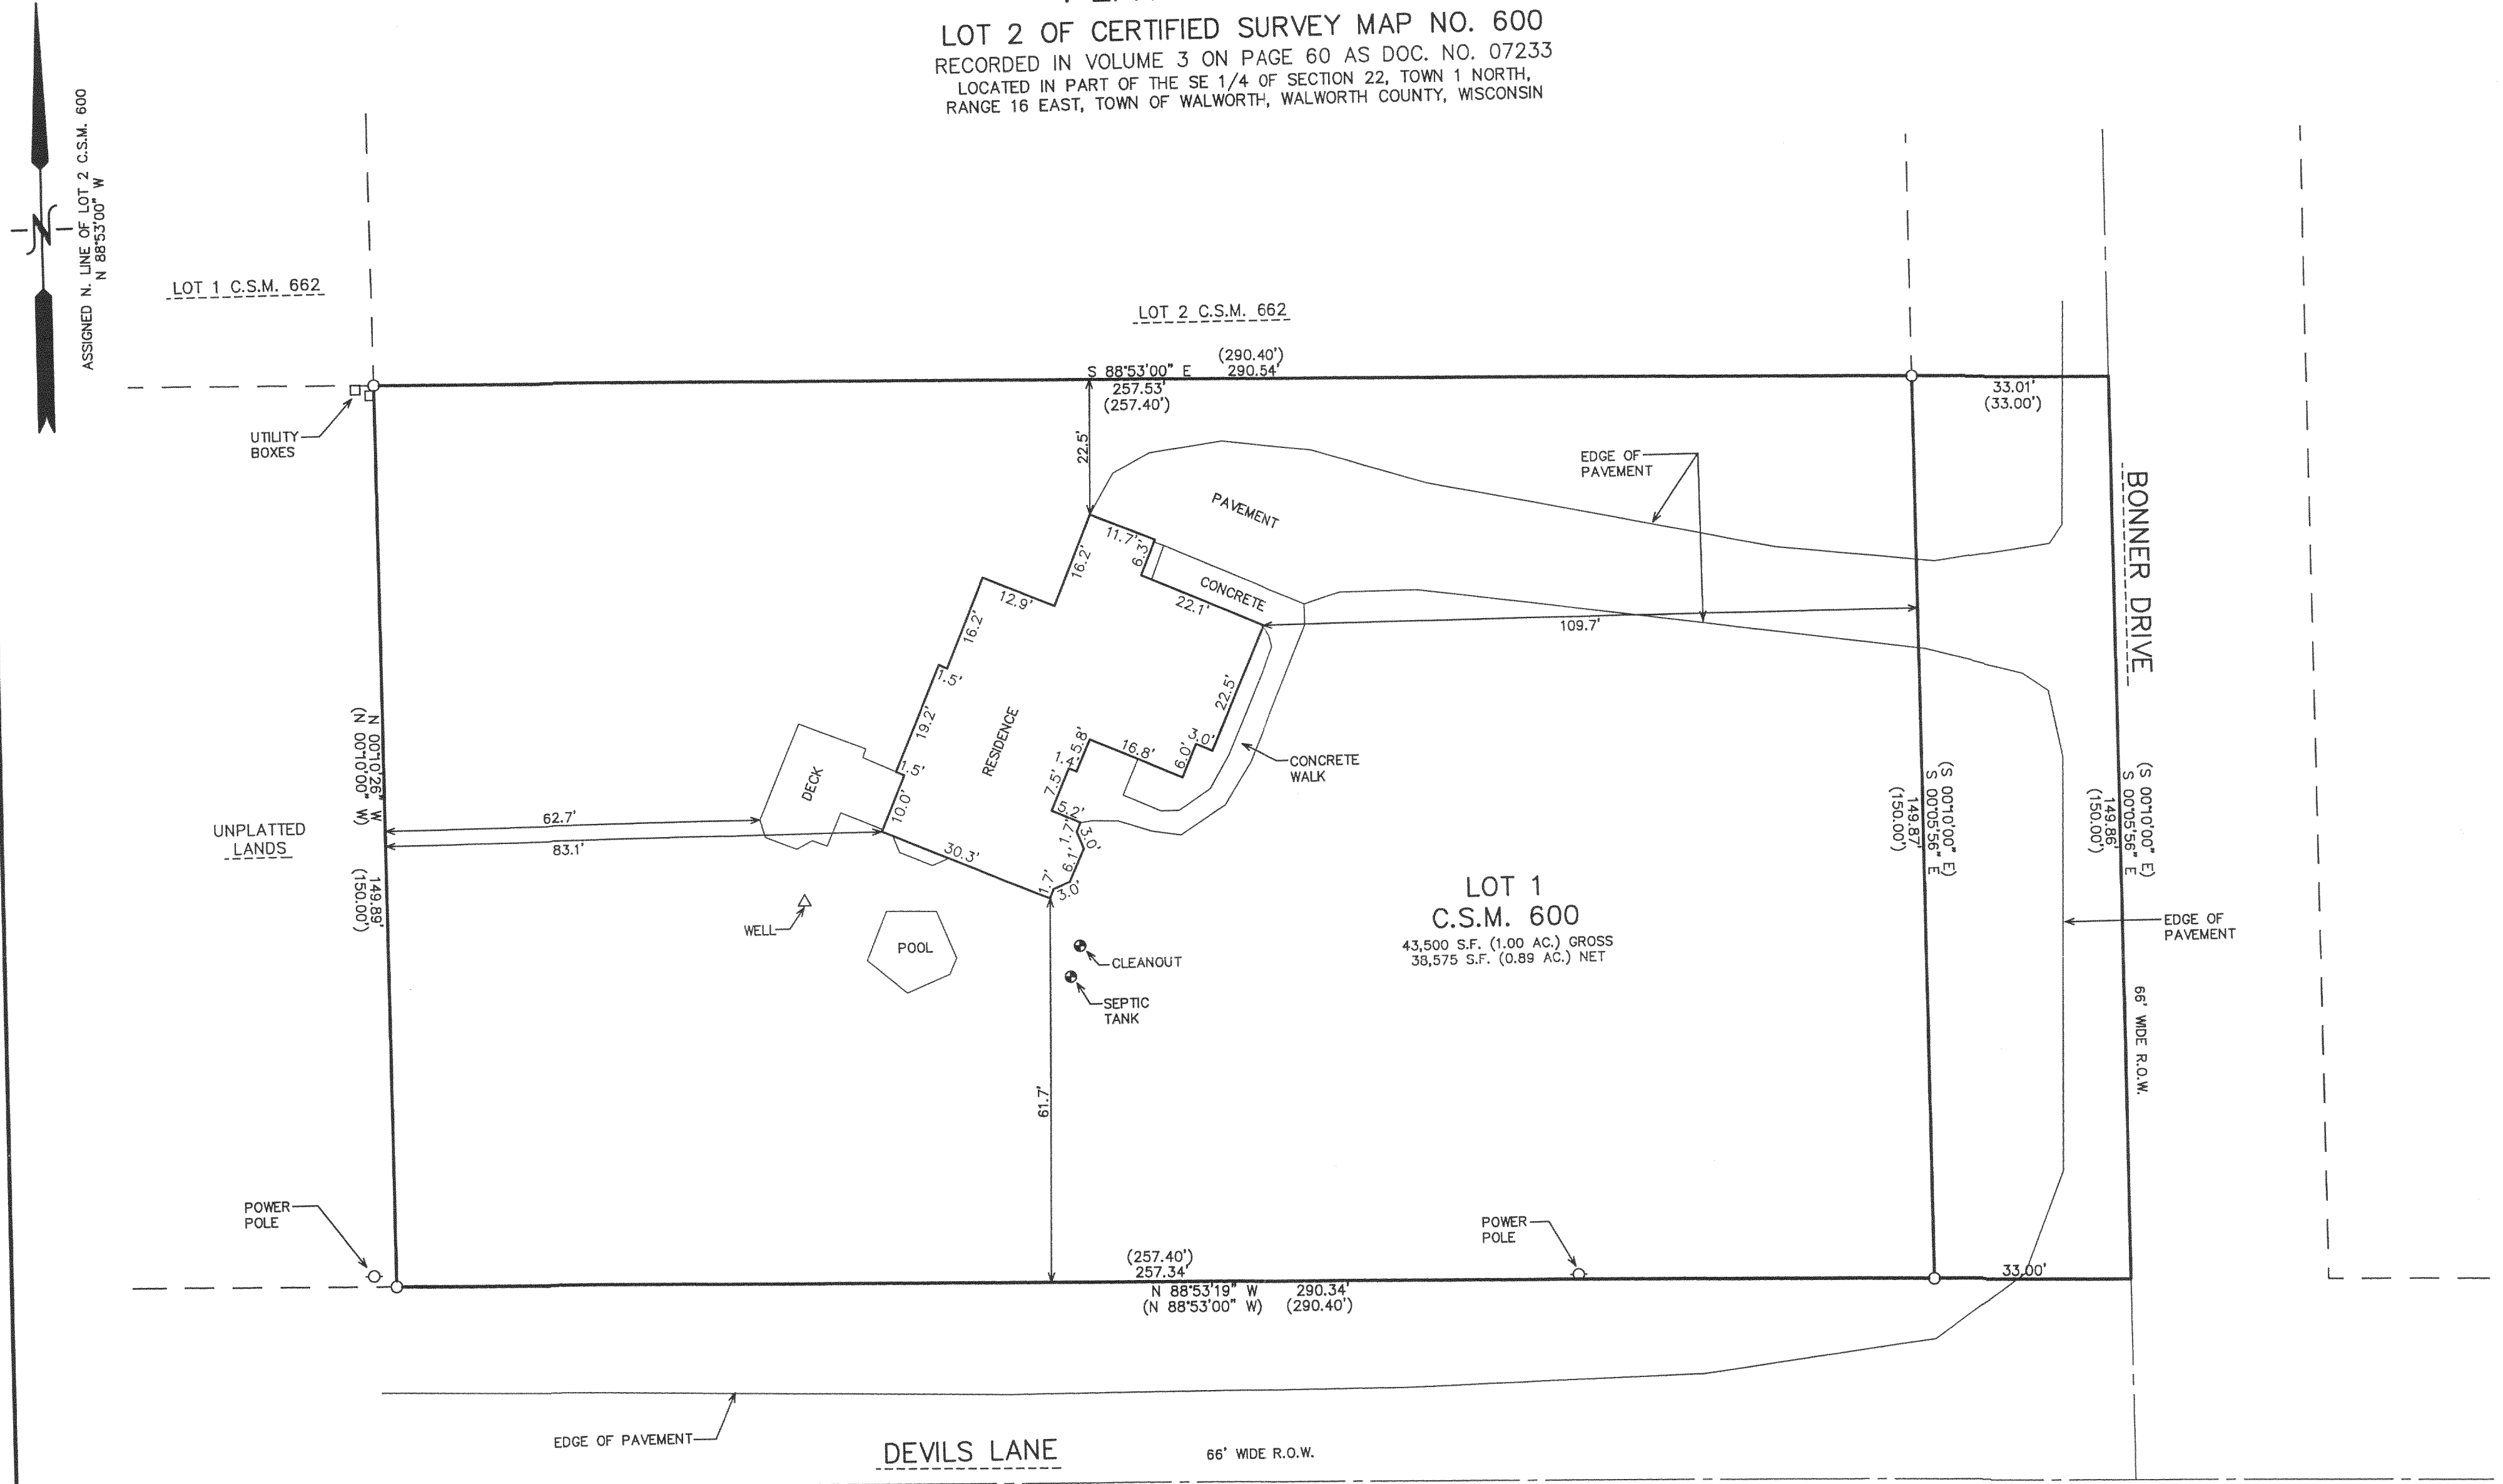 LOT 2 OF CERTIFIED SURVEY MAP NO. 600
RECORDED IN VOLUME 3 ON PAGE 60 AS DOC. NO. 07233
LOCATED IN PART OF THE SE 1/4 OF SECTION 22, TOWN 1 NORTH,
RANGE 16 EAST, TOWN OF WALWORTH, WALWORTH COUNTY, WISCONSIN
ASSIGNED N. LINE OF LOT 2 C.S.M. 600
N 88°53'00" W
N
LOT 1 C.S.M. 662
LOT 2 C.S.M. 662
(290.40')
S 88°53'00" E 290.54'
257.53'
(257.40')
33.01'
(33.00')
UTILITY
BOXES
22.5'
EDGE OF
PAVEMENT
PAVEMENT
BONNER DRIVE
11.7'
6.3'
16.2'
CONCRETE
12.9'
22.1'
109.7'
16.2'
1.5'
22.5'
19.2'
RESIDENCE
3.0'
6.0'
16.8'
5.8'
1.4'
7.5'
CONCRETE
WALK
1.5'
DECK
10.0'
5.2'
1.7'
3.0'
6.1'
N 00°10'26" W
(N 00°10'00" W)
149.89'
(150.00')
62.7'
83.1'
30.3'
1.7'
3.0'
UNPLATTED
LANDS
(S 00°10'00" E)
S 00°05'56" E
149.87'
(150.00')
(S 00°10'00" E)
S 00°05'56" E
149.86'
(150.00')
LOT 1
C.S.M. 600
43,500 S.F. (1.00 AC.) GROSS
38,575 S.F. (0.89 AC.) NET
WELL
POOL
CLEANOUT
SEPTIC
TANK
EDGE OF
PAVEMENT
66' WIDE R.O.W.
61.7'
POWER
POLE
POWER
POLE
(257.40')
257.34'
33.00'
N 88°53'19" W 290.34'
(N 88°53'00" W) (290.40')
EDGE OF PAVEMENT
DEVILS LANE
66' WIDE R.O.W.